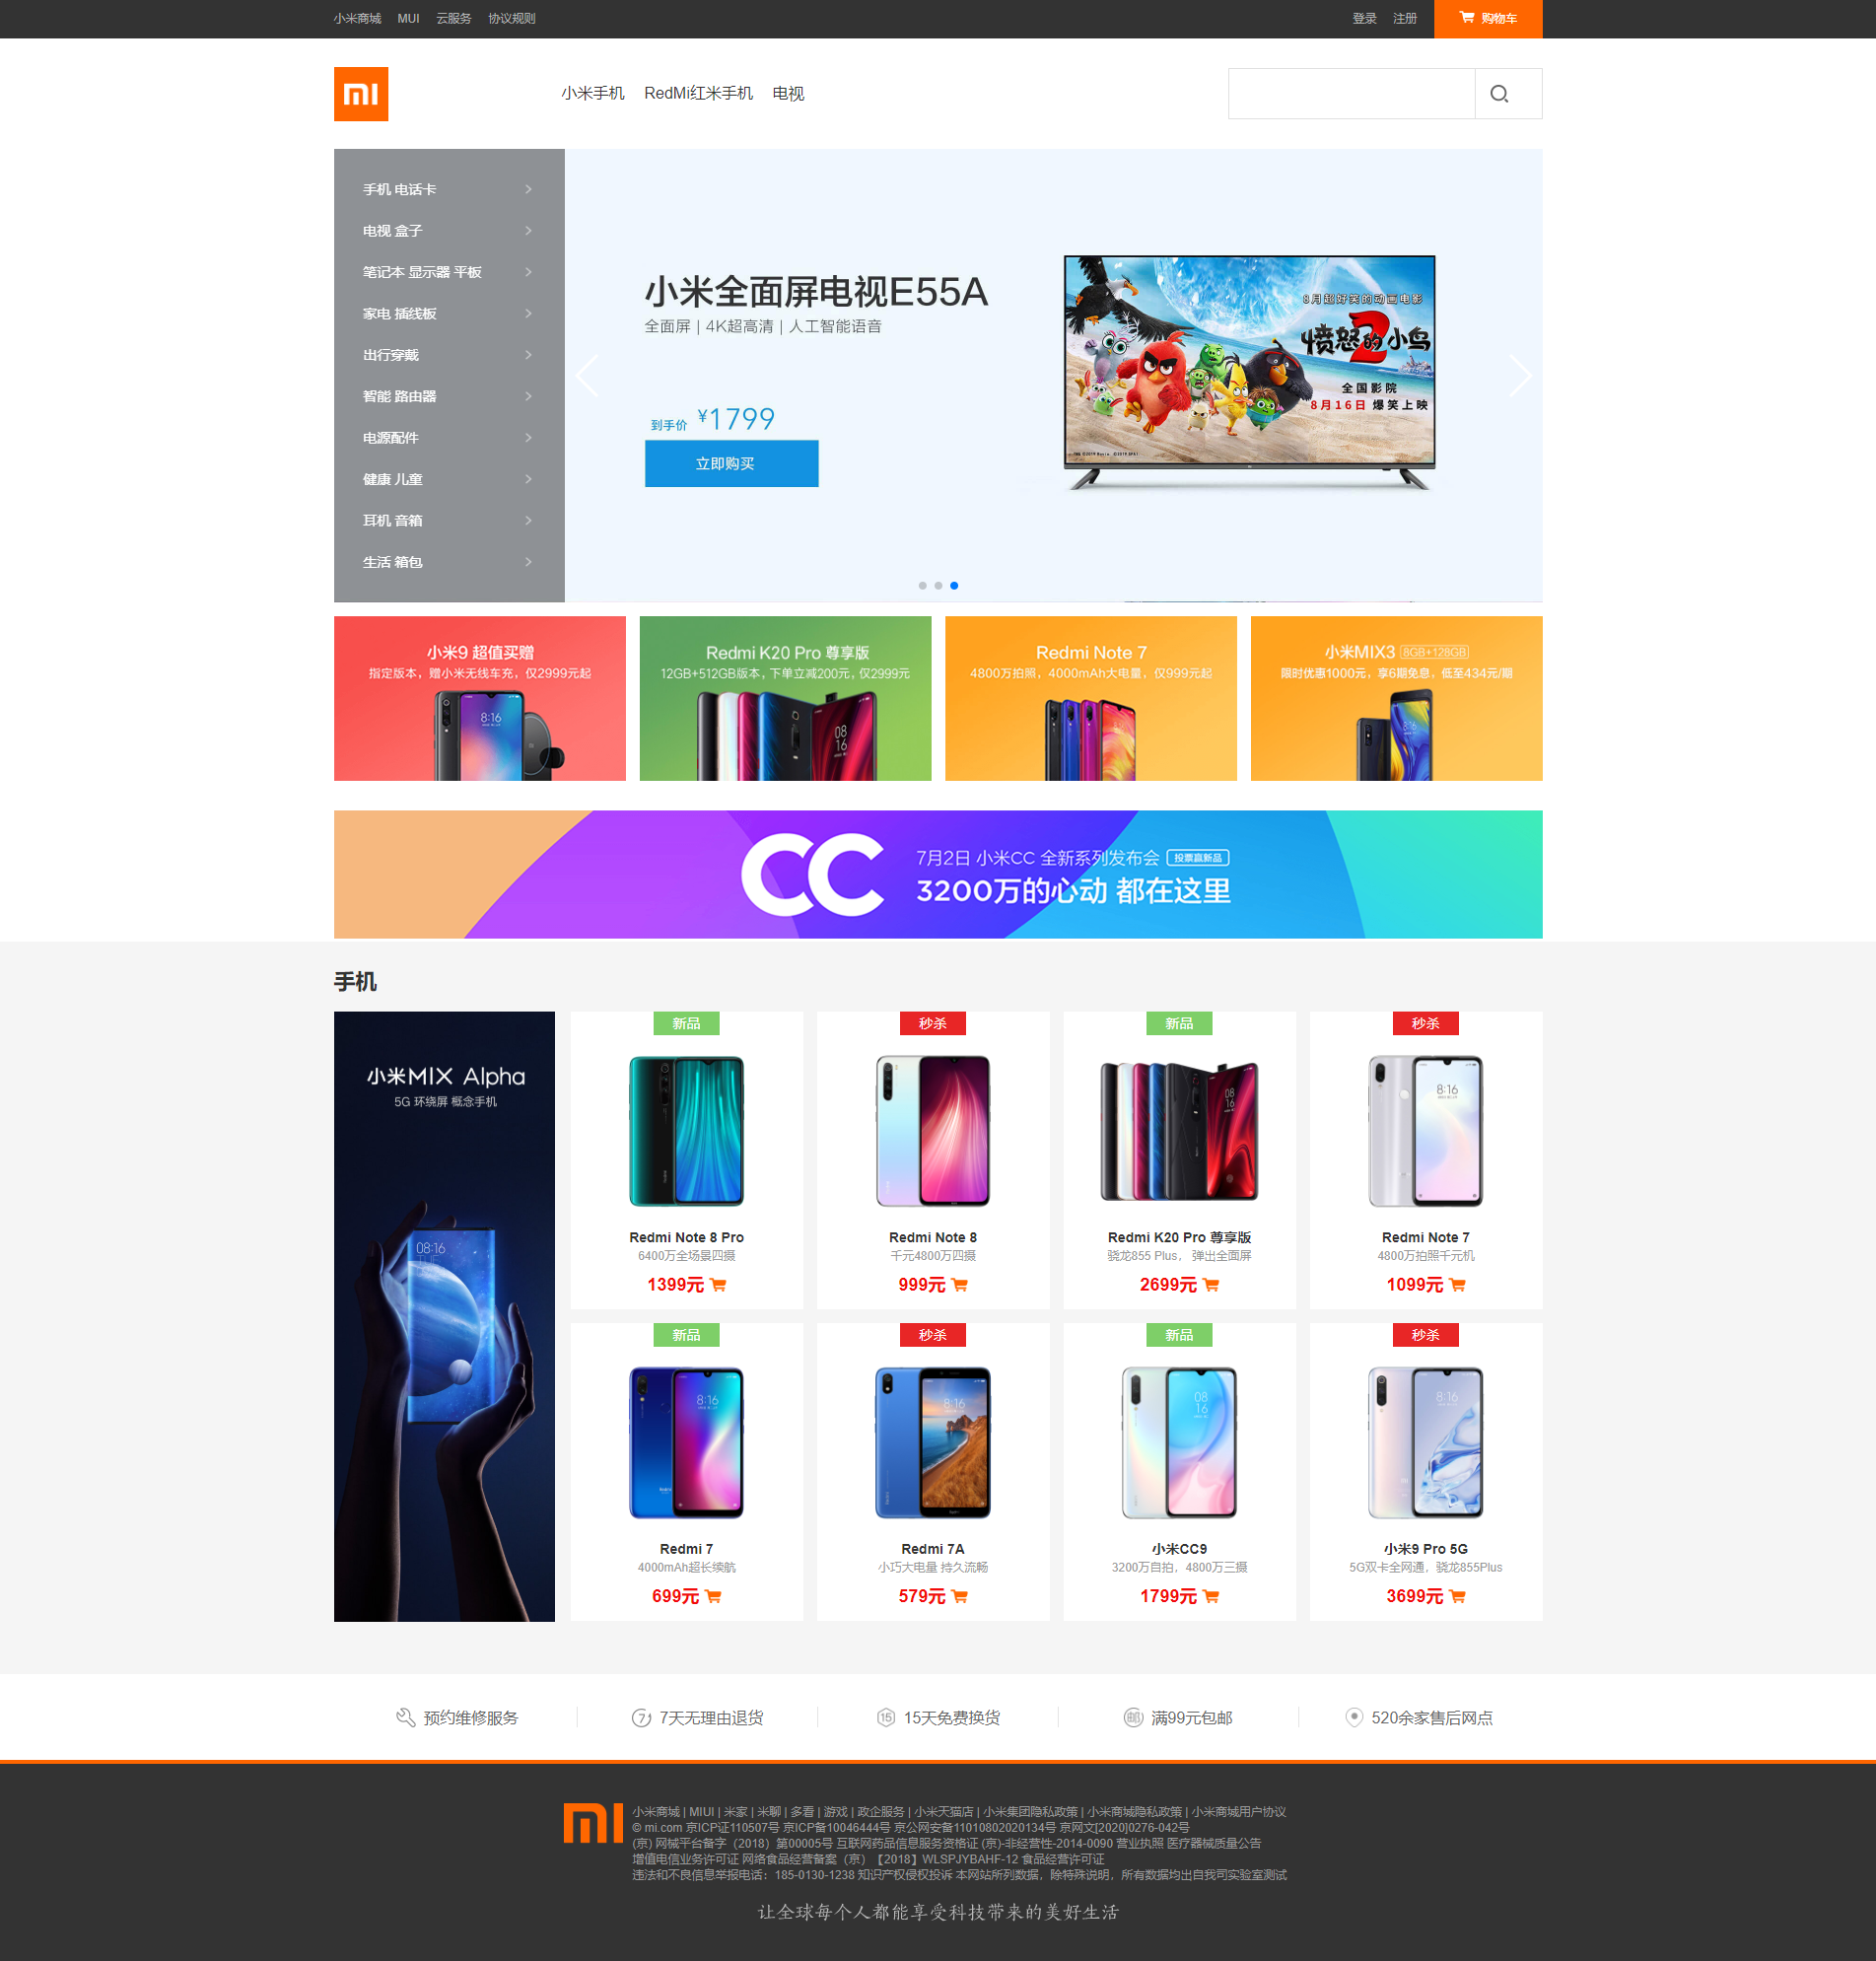 小米商城 MUI 云服务 协议规则 登录 注册 购物车
小米手机 RedMi红米手机 电视
手机 电话卡
电视 盒子
笔记本 显示器 平板
家电 插线板
出行穿戴
智能 路由器
电源配件
健康 儿童
耳机 音箱
生活 箱包
小米全面屏电视E55A
全面屏 | 4K超高清 | 人工智能语音
到手价 ¥1799
立即购买
8月超好笑的动画电影
愤怒的小鸟2
全国影院
8月16日 爆笑上映
小米9 超值买赠
指定版本，赠小米无线车充，仅2999元起
8:16
Redmi K20 Pro 尊享版
12GB+512GB版本，下单立减200元，仅2999元
08
16
Redmi Note 7
4800万拍照，4000mAh大电量，仅999元起
小米MIX3 8GB+128GB
限时优惠1000元，享6期免息，低至434元/期
8:16
CC
7月2日 小米CC 全新系列发布会 投票赢新品
3200万的心动 都在这里
手机
小米MIX Alpha
5G 环绕屏 概念手机
08:16
TUE
新品
Redmi Note 8 Pro
6400万全场景四摄
1399元
秒杀
Redmi Note 8
千元4800万四摄
999元
新品
08
16
Redmi K20 Pro 尊享版
骁龙855 Plus， 弹出全面屏
2699元
秒杀
8:16
Redmi Note 7
4800万拍照千元机
1099元
新品
8:16
Redmi 7
4000mAh超长续航
699元
秒杀
8:16
Redmi 7A
小巧大电量 持久流畅
579元
新品
08
16
小米CC9
3200万自拍，4800万三摄
1799元
秒杀
8:16
小米9 Pro 5G
5G双卡全网通，骁龙855Plus
3699元
预约维修服务 7 7天无理由退货 15 15天免费换货 邮 满99元包邮 520余家售后网点
小米商城 | MIUI | 米家 | 米聊 | 多看 | 游戏 | 政企服务 | 小米天猫店 | 小米集团隐私政策 | 小米商城隐私政策 | 小米商城用户协议
© mi.com 京ICP证110507号 京ICP备10046444号 京公网安备11010802020134号 京网文[2020]0276-042号
(京) 网械平台备字（2018）第00005号 互联网药品信息服务资格证 (京)-非经营性-2014-0090 营业执照 医疗器械质量公告
增值电信业务许可证 网络食品经营备案（京）【2018】WLSPJYBAHF-12 食品经营许可证
违法和不良信息举报电话：185-0130-1238 知识产权侵权投诉 本网站所列数据，除特殊说明，所有数据均出自我司实验室测试
让全球每个人都能享受科技带来的美好生活